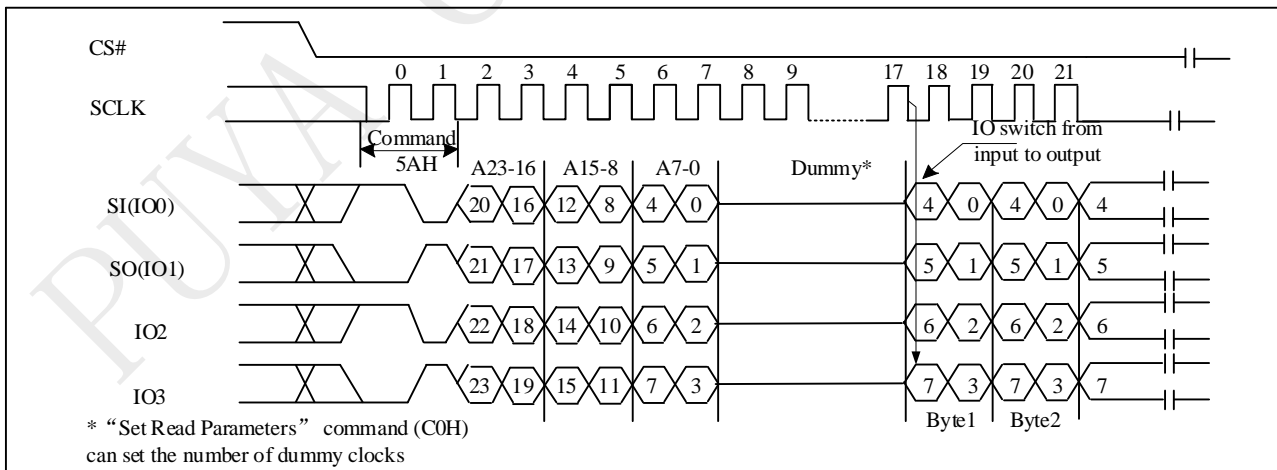 PUYA
CS#
0 1 2 3 4 5 6 7 8 9 17 18 19 20 21
SCLK
Command
5AH
IO switch from
input to output
A23-16 A15-8 A7-0 Dummy*
SI(IO0) 20 16 12 8 4 0 4 0 4 0 4
SO(IO1) 21 17 13 9 5 1 5 1 5 1 5
IO2 22 18 14 10 6 2 6 2 6 2 6
IO3 23 19 15 11 7 3 7 3 7 3 7
Byte1 Byte2
* “Set Read Parameters” command (C0H)
can set the number of dummy clocks